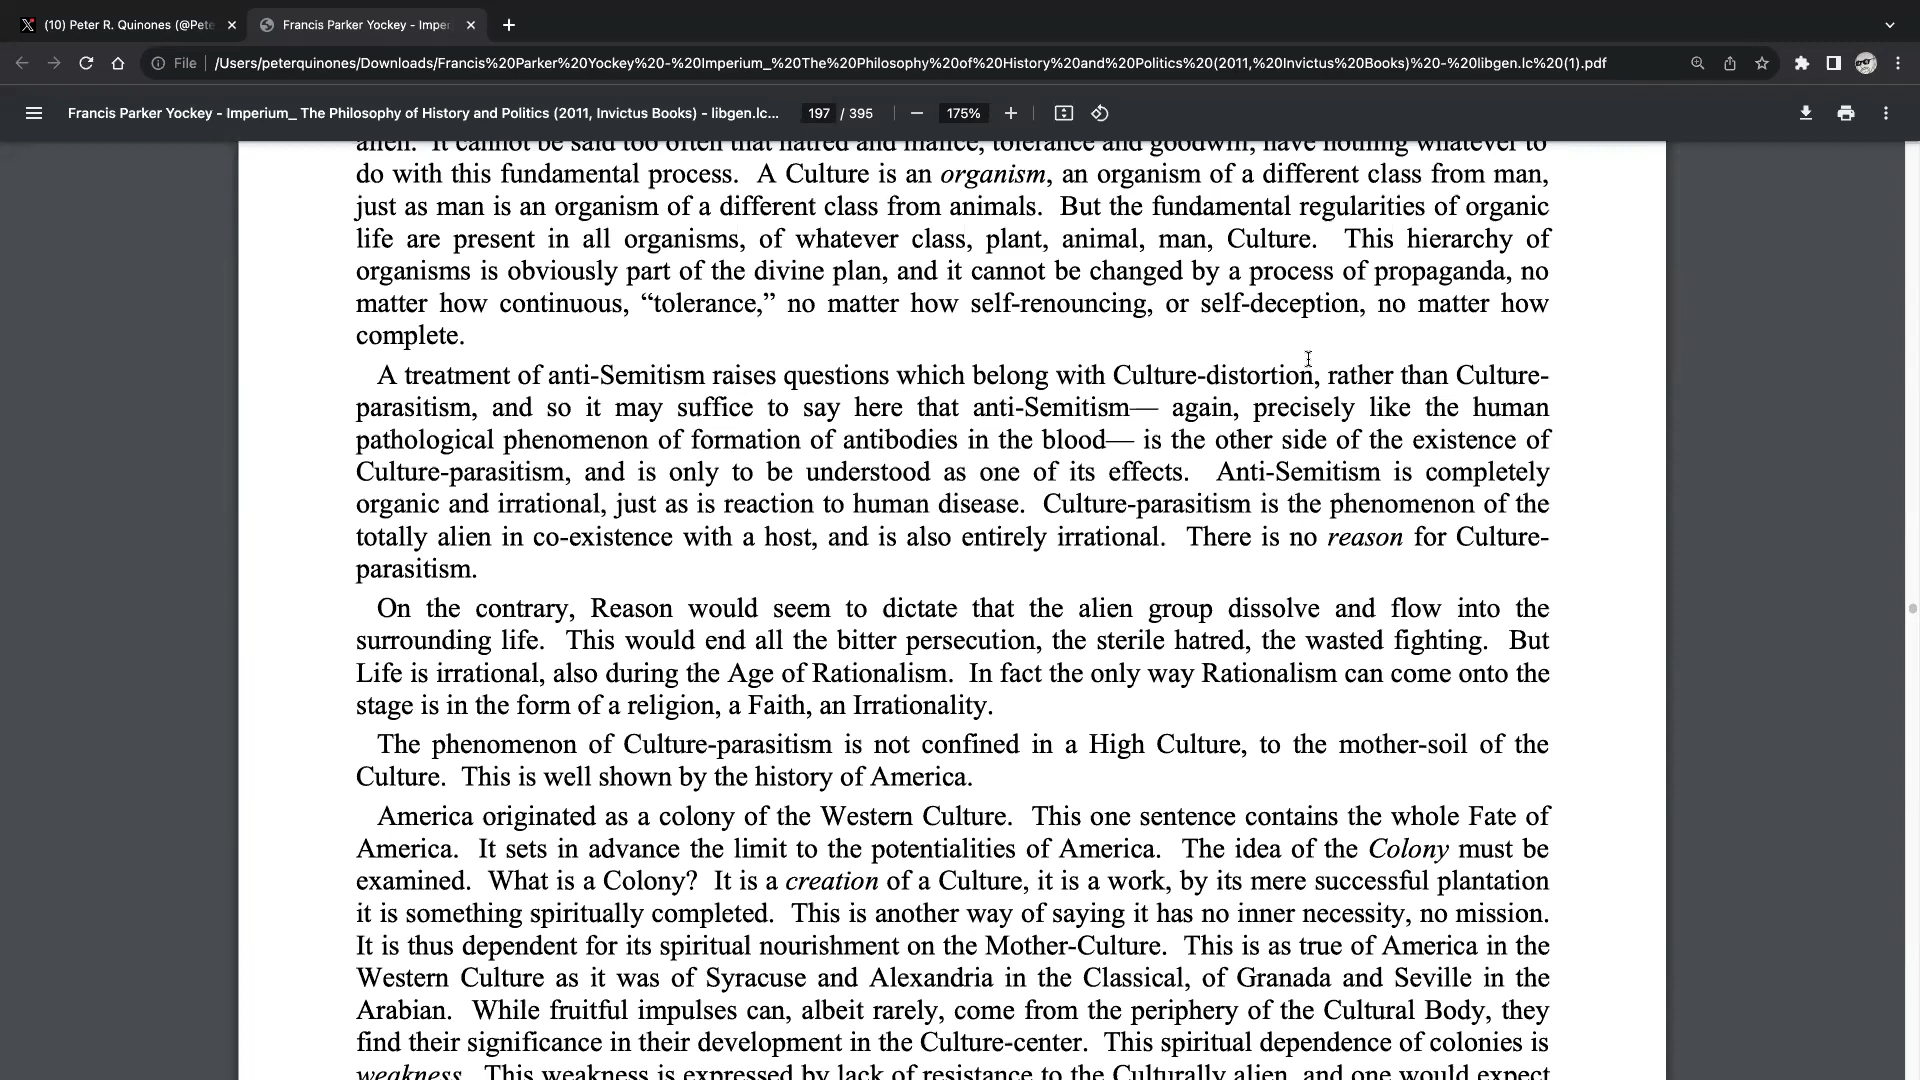 (10) Peter R. Quinones (@Pete
Francis Parker Yockey - Imper
File
/Users/peterquinones/Downloads/Francis%20Parker%20Yockey%20-%20Imperium_%20The%20Philosophy%20of%20History%20and%20Politics%20(2011,%20Invictus%20Books)%20-%20libgen.lc%20(1).pdf
Francis Parker Yockey - Imperium_ The Philosophy of History and Politics (2011, Invictus Books) - libgen.lc...
197 / 395
175%
alien. It cannot be said too often that hatred and malice, tolerance and goodwill, have nothing whatever to
do with this fundamental process. A Culture is an organism, an organism of a different class from man,
just as man is an organism of a different class from animals. But the fundamental regularities of organic
life are present in all organisms, of whatever class, plant, animal, man, Culture. This hierarchy of
organisms is obviously part of the divine plan, and it cannot be changed by a process of propaganda, no
matter how continuous, “tolerance,” no matter how self-renouncing, or self-deception, no matter how
complete.
A treatment of anti-Semitism raises questions which belong with Culture-distortion, rather than Culture-
parasitism, and so it may suffice to say here that anti-Semitism— again, precisely like the human
pathological phenomenon of formation of antibodies in the blood— is the other side of the existence of
Culture-parasitism, and is only to be understood as one of its effects. Anti-Semitism is completely
organic and irrational, just as is reaction to human disease. Culture-parasitism is the phenomenon of the
totally alien in co-existence with a host, and is also entirely irrational. There is no reason for Culture-
parasitism.
On the contrary, Reason would seem to dictate that the alien group dissolve and flow into the
surrounding life. This would end all the bitter persecution, the sterile hatred, the wasted fighting. But
Life is irrational, also during the Age of Rationalism. In fact the only way Rationalism can come onto the
stage is in the form of a religion, a Faith, an Irrationality.
The phenomenon of Culture-parasitism is not confined in a High Culture, to the mother-soil of the
Culture. This is well shown by the history of America.
America originated as a colony of the Western Culture. This one sentence contains the whole Fate of
America. It sets in advance the limit to the potentialities of America. The idea of the Colony must be
examined. What is a Colony? It is a creation of a Culture, it is a work, by its mere successful plantation
it is something spiritually completed. This is another way of saying it has no inner necessity, no mission.
It is thus dependent for its spiritual nourishment on the Mother-Culture. This is as true of America in the
Western Culture as it was of Syracuse and Alexandria in the Classical, of Granada and Seville in the
Arabian. While fruitful impulses can, albeit rarely, come from the periphery of the Cultural Body, they
find their significance in their development in the Culture-center. This spiritual dependence of colonies is
weakness. This weakness is expressed by lack of resistance to the Culturally alien, and one would expect